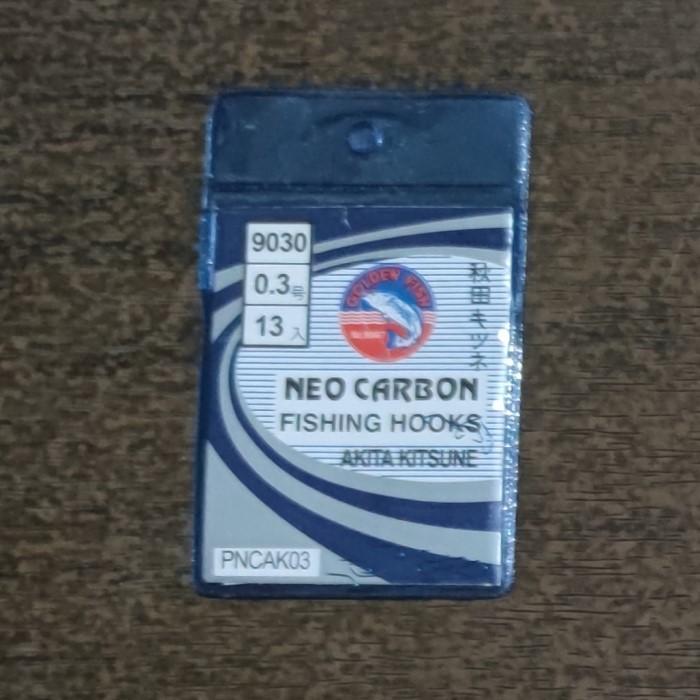 9030
0.3号
13入
GOLDEN FISH
秋田キツネ
NEO CARBON
FISHING HOOKS
AKITA KITSUNE
PNCAK03